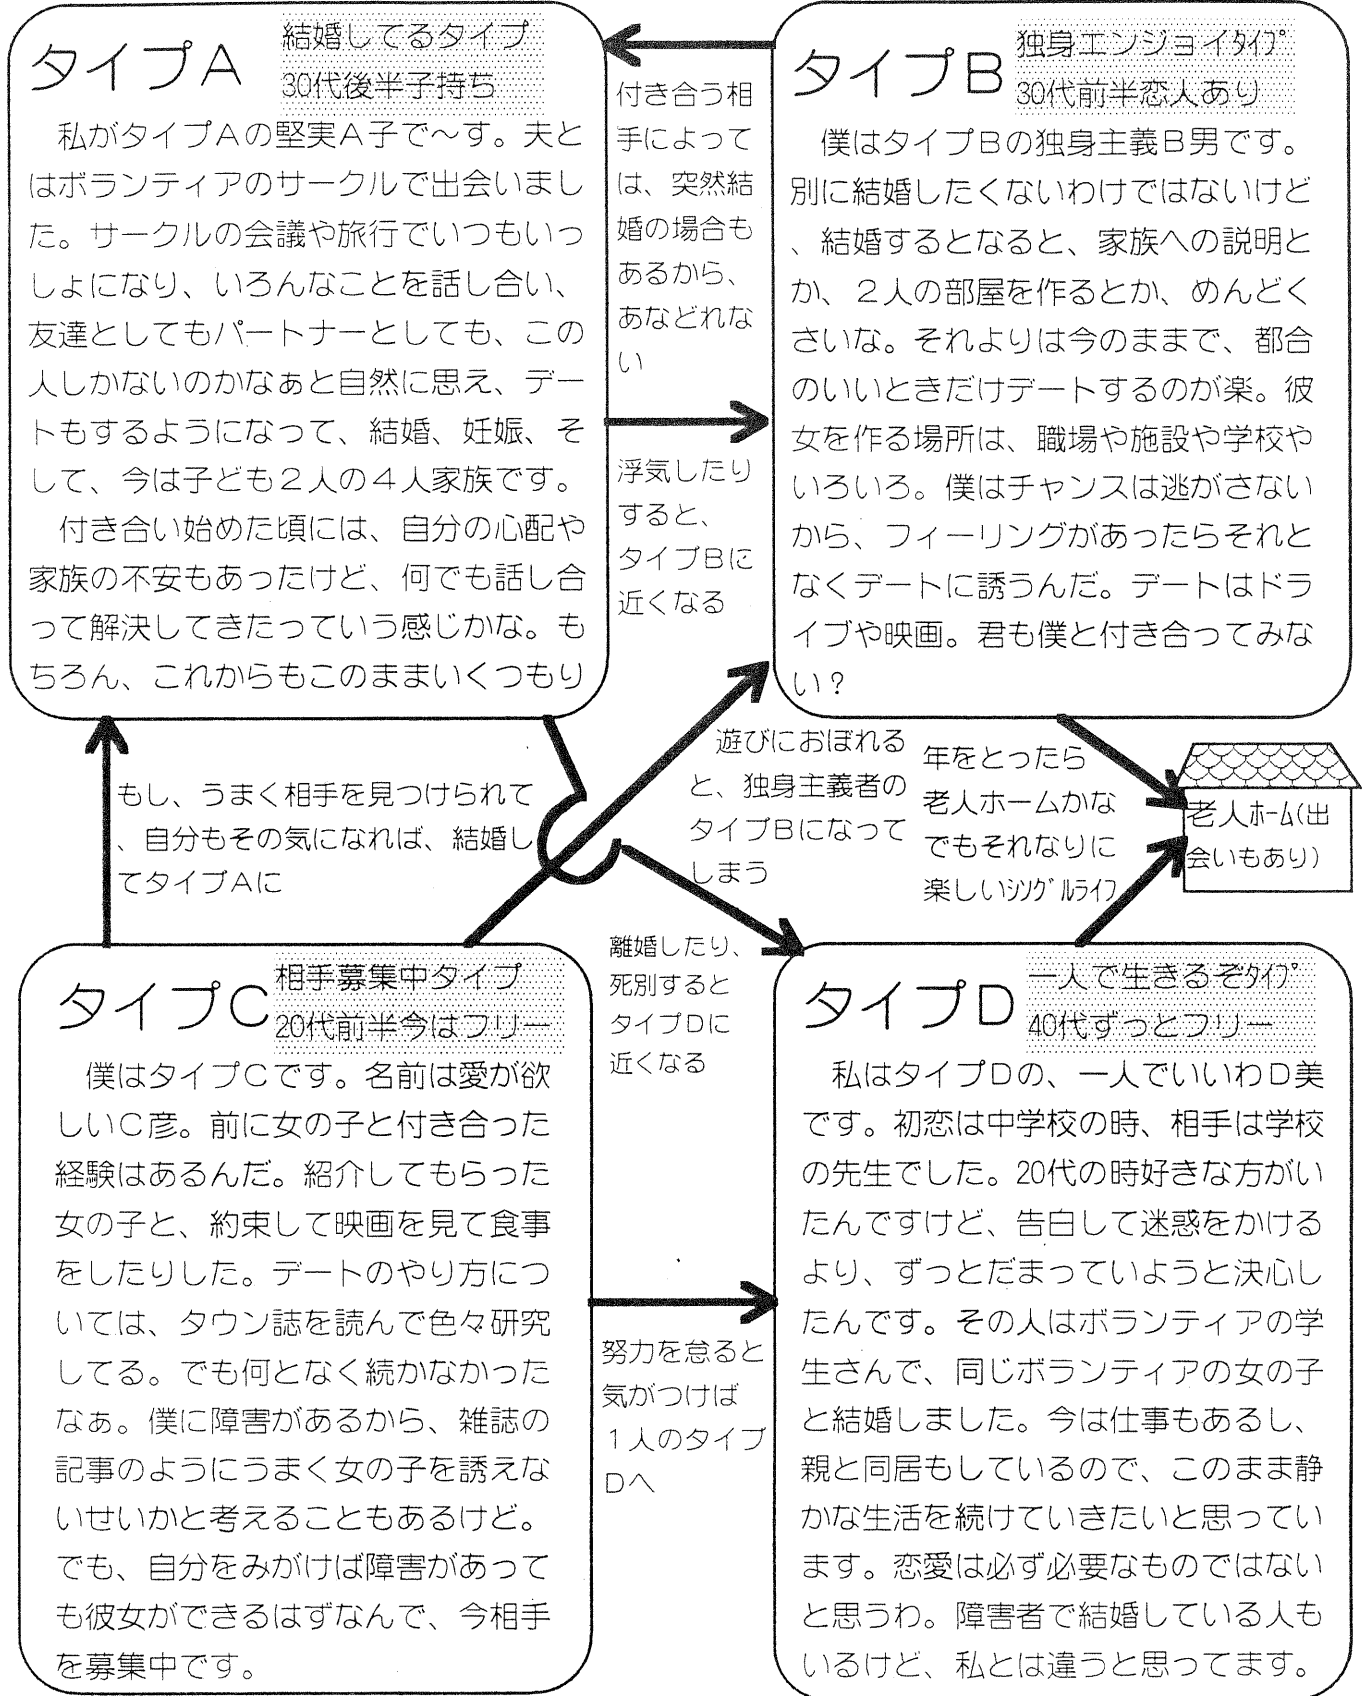 タイプA
結婚してるタイプ
30代後半子持ち
私がタイプAの堅実A子で～す。夫と
はボランティアのサークルで出会いまし
た。サークルの会議や旅行でいつもいっ
しょになり、いろんなことを話し合い、
友達としてもパートナーとしても、この
人しかないのかなぁと自然に思え、デー
トもするようになって、結婚、妊娠、そ
して、今は子ども2人の4人家族です。
付き合い始めた頃には、自分の心配や
家族の不安もあったけど、何でも話し合
って解決してきたっていう感じかな。も
ちろん、これからもこのままいくつもり
付き合う相
手によって
は、突然結
婚の場合も
あるから、
あなどれな
い
浮気したり
すると、
タイプBに
近くなる
タイプB
独身エンジョイﾀｲﾌﾟ
30代前半恋人あり
僕はタイプBの独身主義B男です。
別に結婚したくないわけではないけど
、結婚するとなると、家族への説明と
か、2人の部屋を作るとか、めんどく
さいな。それよりは今のままで、都合
のいいときだけデートするのが楽。彼
女を作る場所は、職場や施設や学校や
いろいろ。僕はチャンスは逃がさない
から、フィーリングがあったらそれと
なくデートに誘うんだ。デートはドラ
イブや映画。君も僕と付き合ってみな
い？
もし、うまく相手を見つけられて
、自分もその気になれば、結婚し
てタイプAに
遊びにおぼれる
と、独身主義者の
タイプBになって
しまう
年をとったら
老人ホームかな
でもそれなりに
楽しいｼﾝｸﾞﾙﾗｲﾌ
老人ﾎｰﾑ(出
会いもあり)
離婚したり、
死別すると
タイプDに
近くなる
タイプC
相手募集中タイプ
20代前半今はフリー
僕はタイプCです。名前は愛が欲
しいC彦。前に女の子と付き合った
経験はあるんだ。紹介してもらった
女の子と、約束して映画を見て食事
をしたりした。デートのやり方につ
いては、タウン誌を読んで色々研究
してる。でも何となく続かなかった
なぁ。僕に障害があるから、雑誌の
記事のようにうまく女の子を誘えな
いせいかと考えることもあるけど。
でも、自分をみがけば障害があって
も彼女ができるはずなんで、今相手
を募集中です。
努力を怠ると
気がつけば
1人のタイプ
Dへ
タイプD
一人で生きるぞﾀｲﾌﾟ
40代ずっとフリー
私はタイプDの、一人でいいわD美
です。初恋は中学校の時、相手は学校
の先生でした。20代の時好きな方がい
たんですけど、告白して迷惑をかける
より、ずっとだまっていようと決心し
たんです。その人はボランティアの学
生さんで、同じボランティアの女の子
と結婚しました。今は仕事もあるし、
親と同居もしているので、このまま静
かな生活を続けていきたいと思ってい
ます。恋愛は必ず必要なものではない
と思うわ。障害者で結婚している人も
いるけど、私とは違うと思ってます。